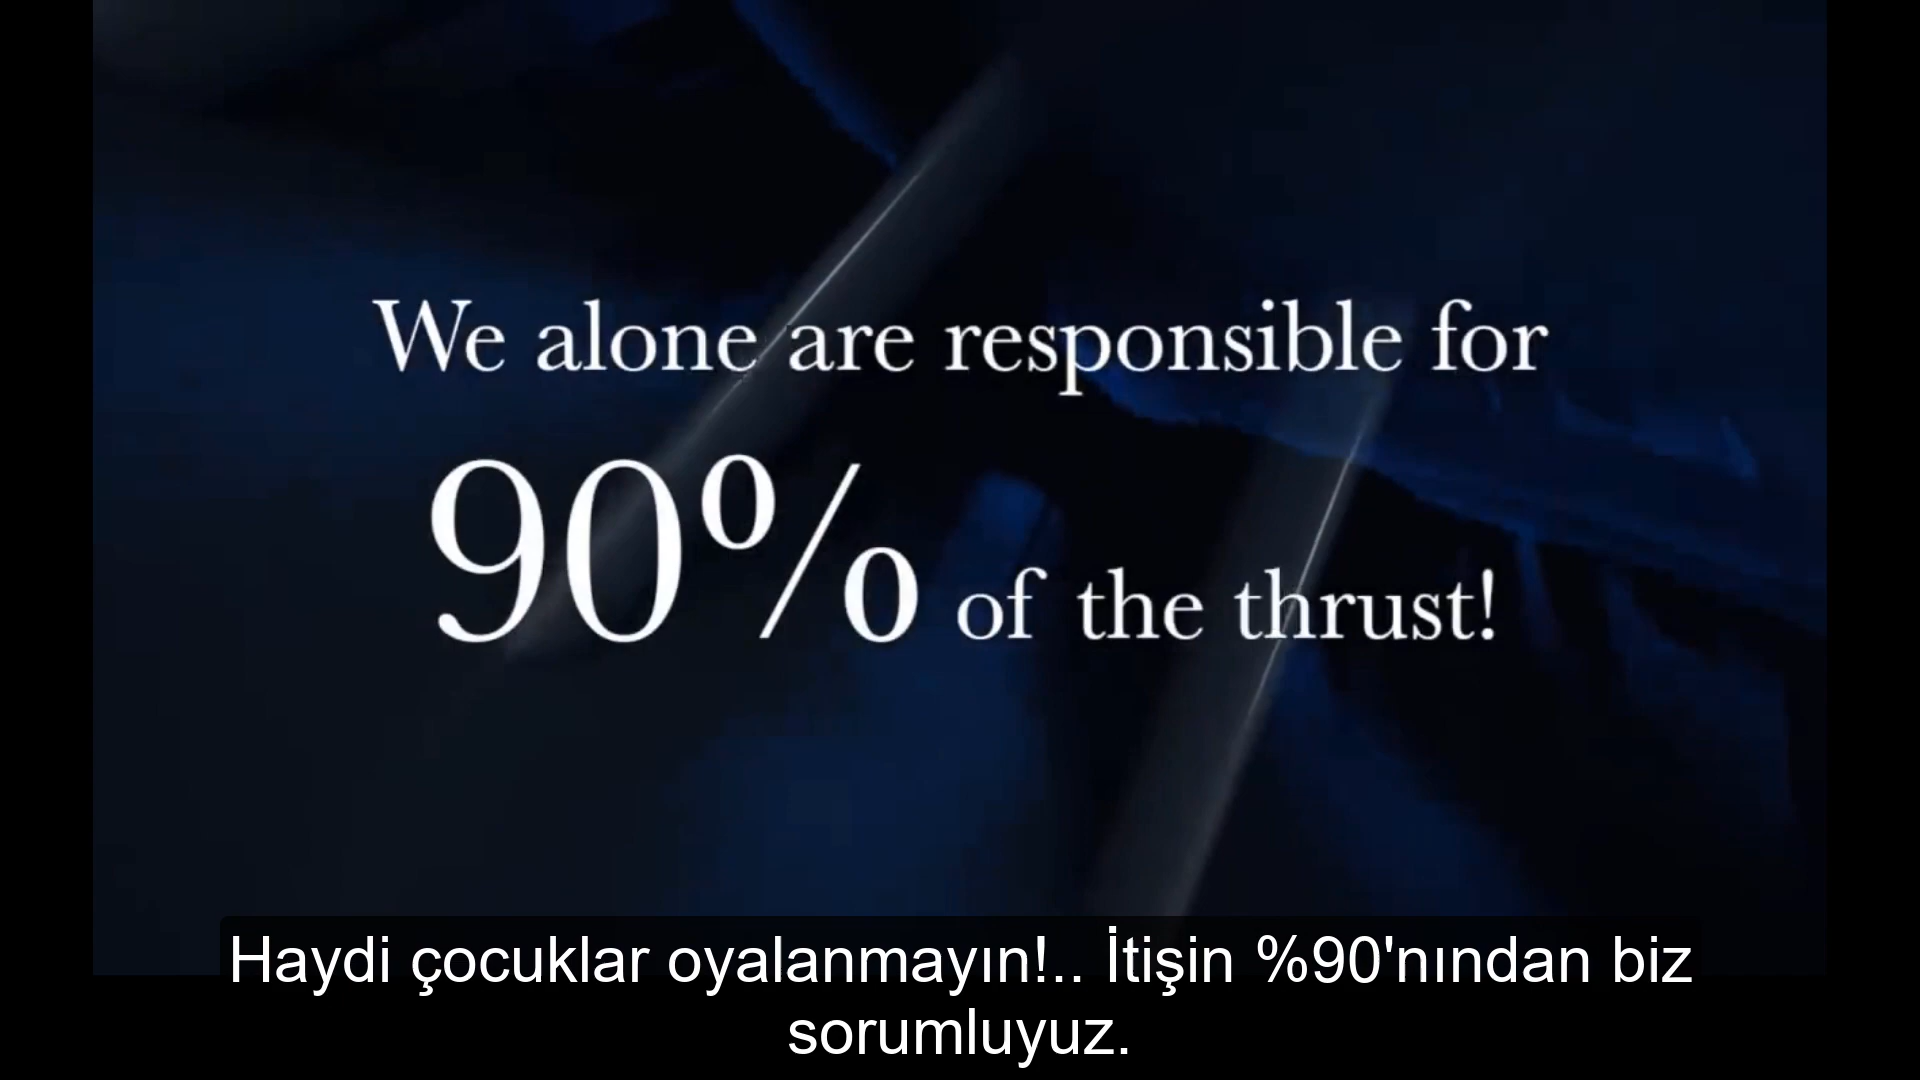 We alone are responsible for
90% of the thrust!
Haydi çocuklar oyalanmayın!.. İtişin %90'nından biz
sorumluyuz.